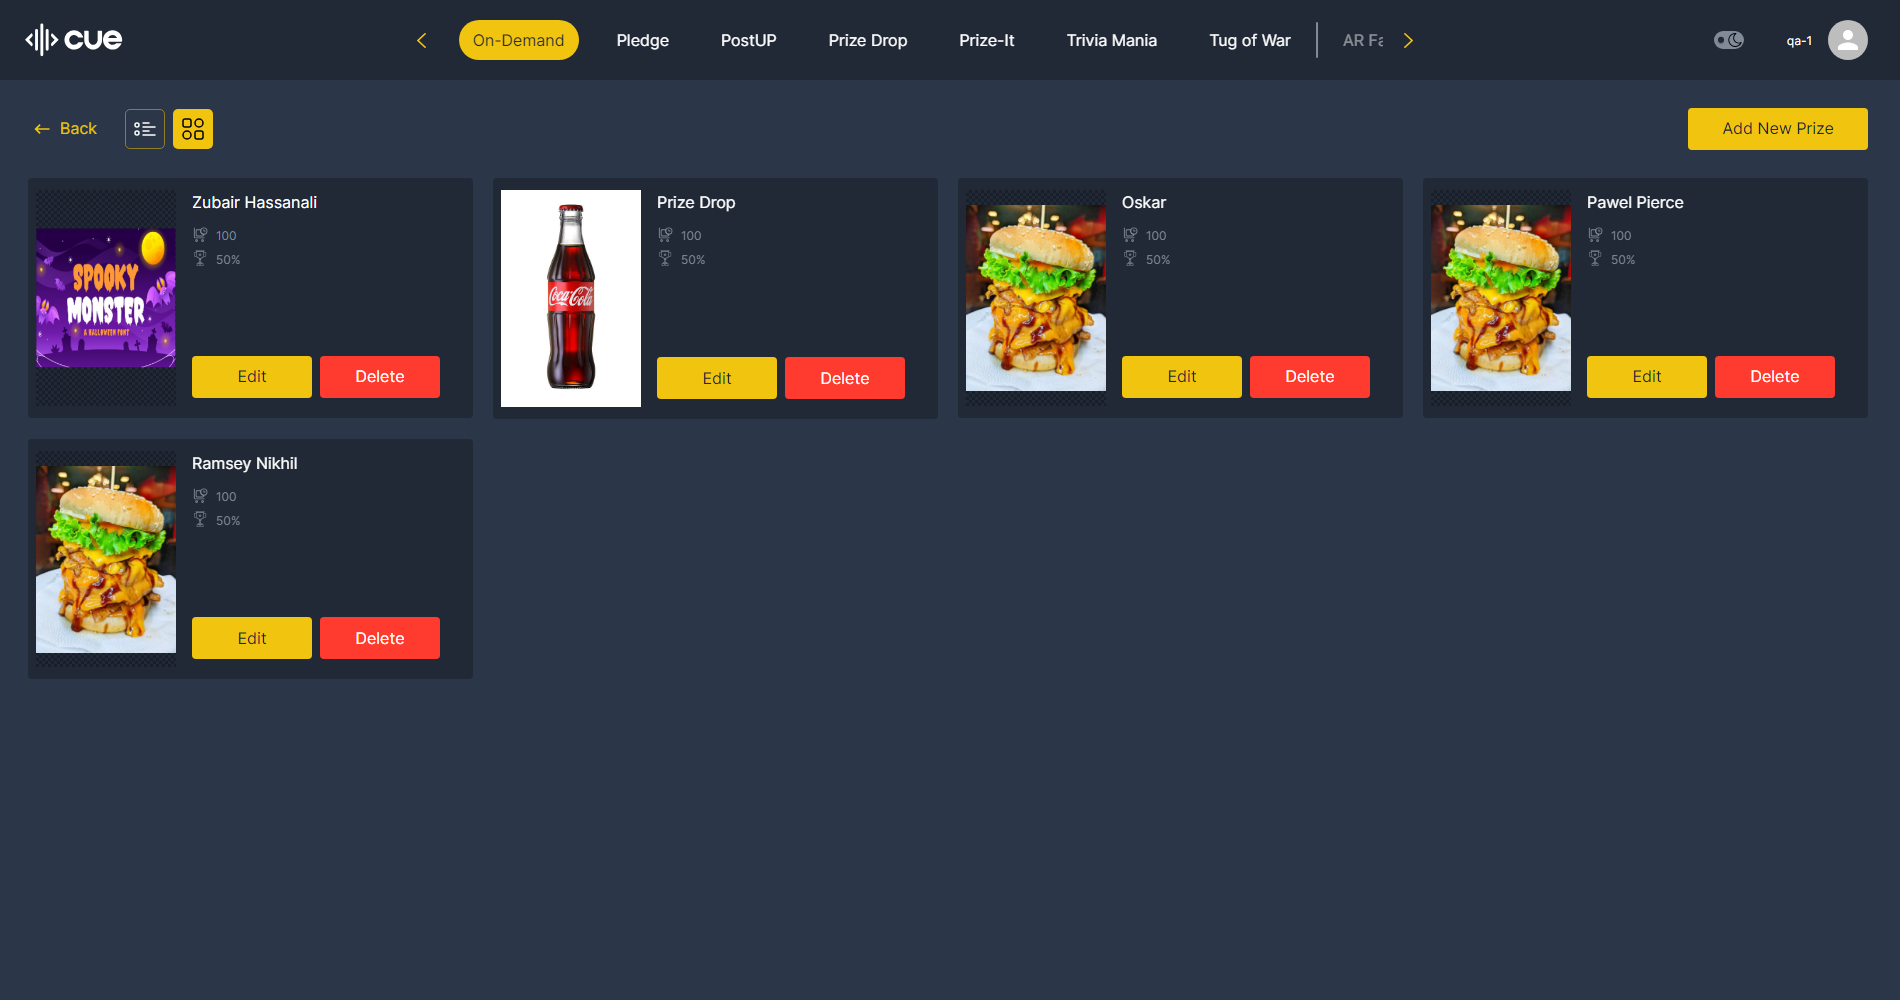 cue
On-Demand
Pledge
PostUP
Prize Drop
Prize-It
Trivia Mania
Tug of War
AR Fa
qa-1
Back
Add New Prize
Zubair Hassanali
100
50%
SPOOKY
MONSTER
A HALLOWEEN FONT
Edit
Delete
Prize Drop
100
50%
Coca-Cola
Edit
Delete
Oskar
100
50%
Edit
Delete
Pawel Pierce
100
50%
Edit
Delete
Ramsey Nikhil
100
50%
Edit
Delete